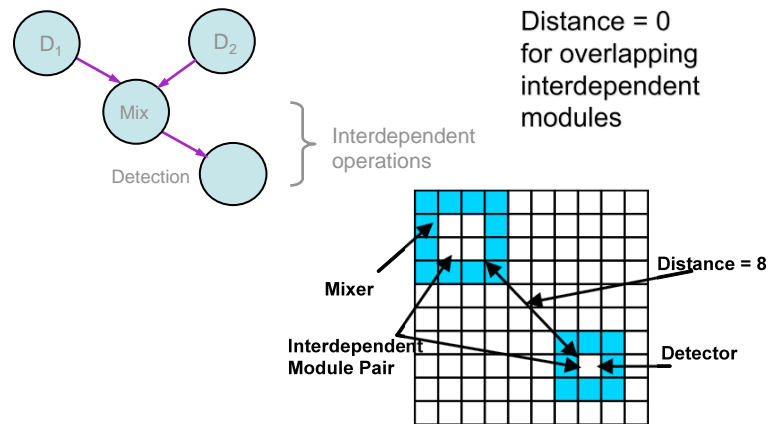 D1
D2
Mix
Detection
Interdependent
operations
Distance = 0
for overlapping
interdependent
modules
Mixer
Distance = 8
Interdependent
Module Pair
Detector